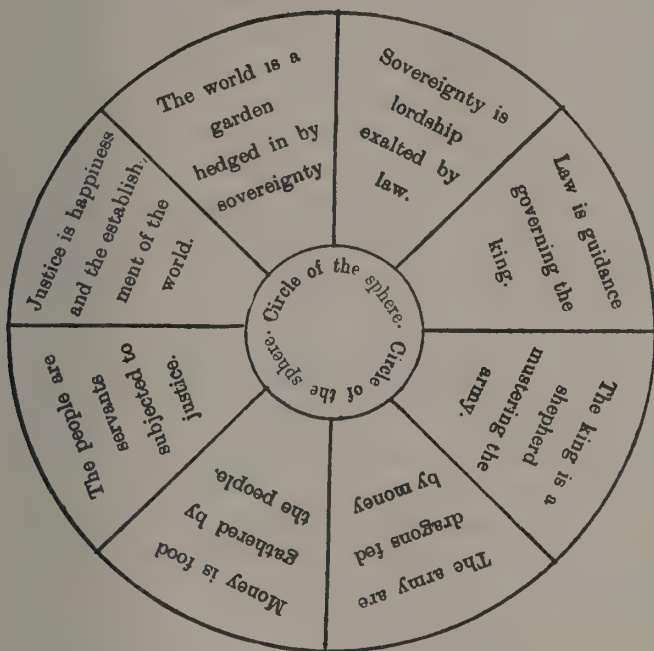 The world is a
garden
hedged in by
sovereignty
Sovereignty is
lordship
exalted by
law.
Law is guidance
governing the
king.
The king is a
shepherd
mustering the
army.
The army are
dragons fed
by money
Money is food
gathered by
the people.
The people are
servants
subjected to
justice.
Justice is happiness
and the establish-
ment of the
world.
Circle of the sphere. Circle of the sphere.